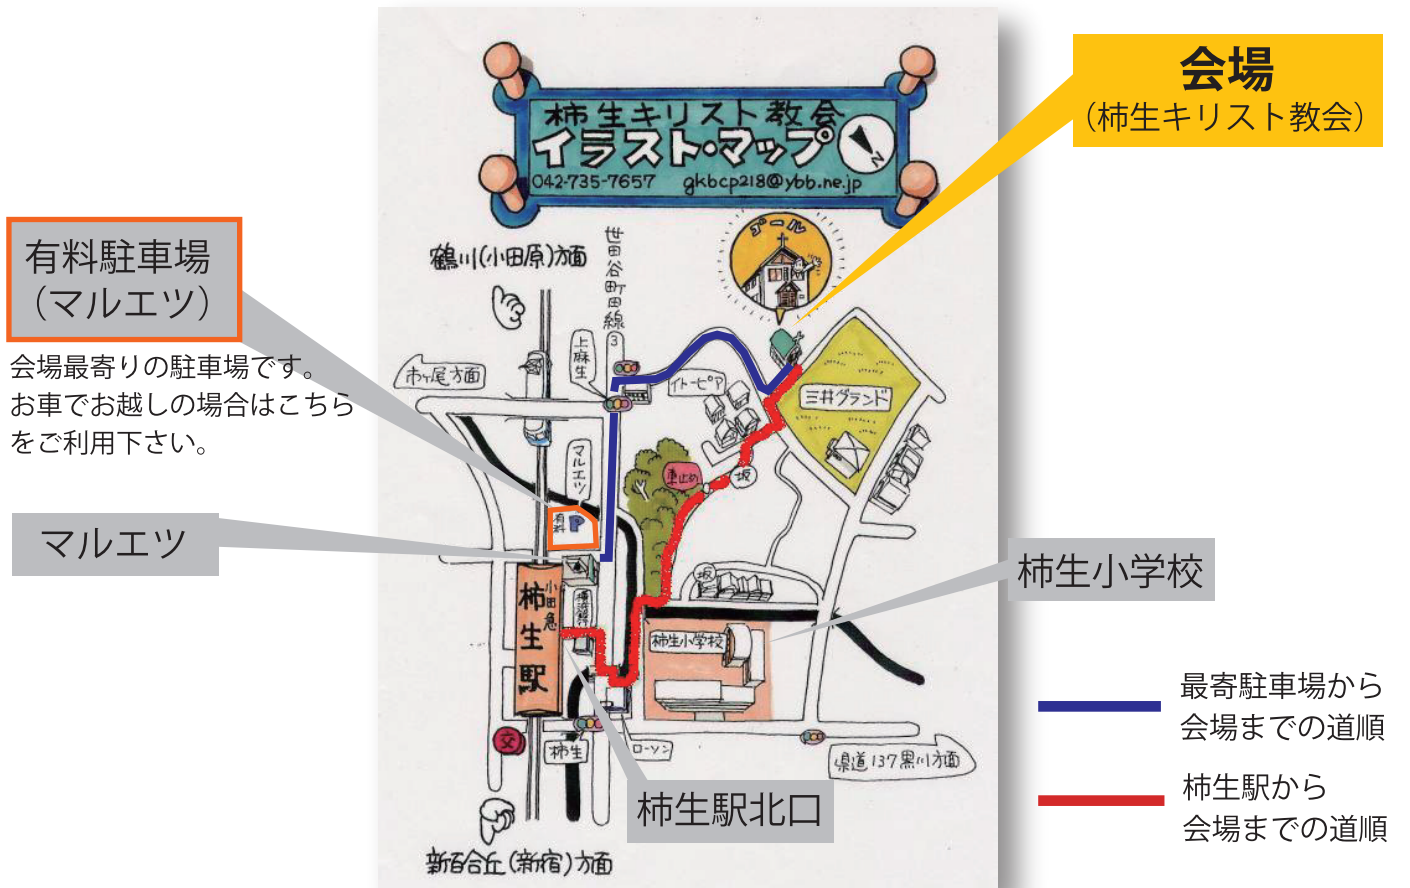 会場
(柿生キリスト教会)
柿生キリスト教会
イラスト・マップ
N
042-735-7657 gkbcp218@ybb.ne.jp
ゴール
鶴川(小田原)方面
世田谷町田線
3
有料駐車場
(マルエツ)
会場最寄りの駐車場です。
お車でお越しの場合はこちら
をご利用下さい。
上麻生
市ヶ尾方面
イトーピア
三井グランド
マルエツ
車止め
坂
有料
P
マルエツ
柿生小学校
坂
小田急
柿生駅
横浜銀行
柿生小学校
最寄駐車場から
会場までの道順
交
柿生
ローソン
県道137黒川方面
柿生駅から
会場までの道順
柿生駅北口
新百合丘(新宿)方面